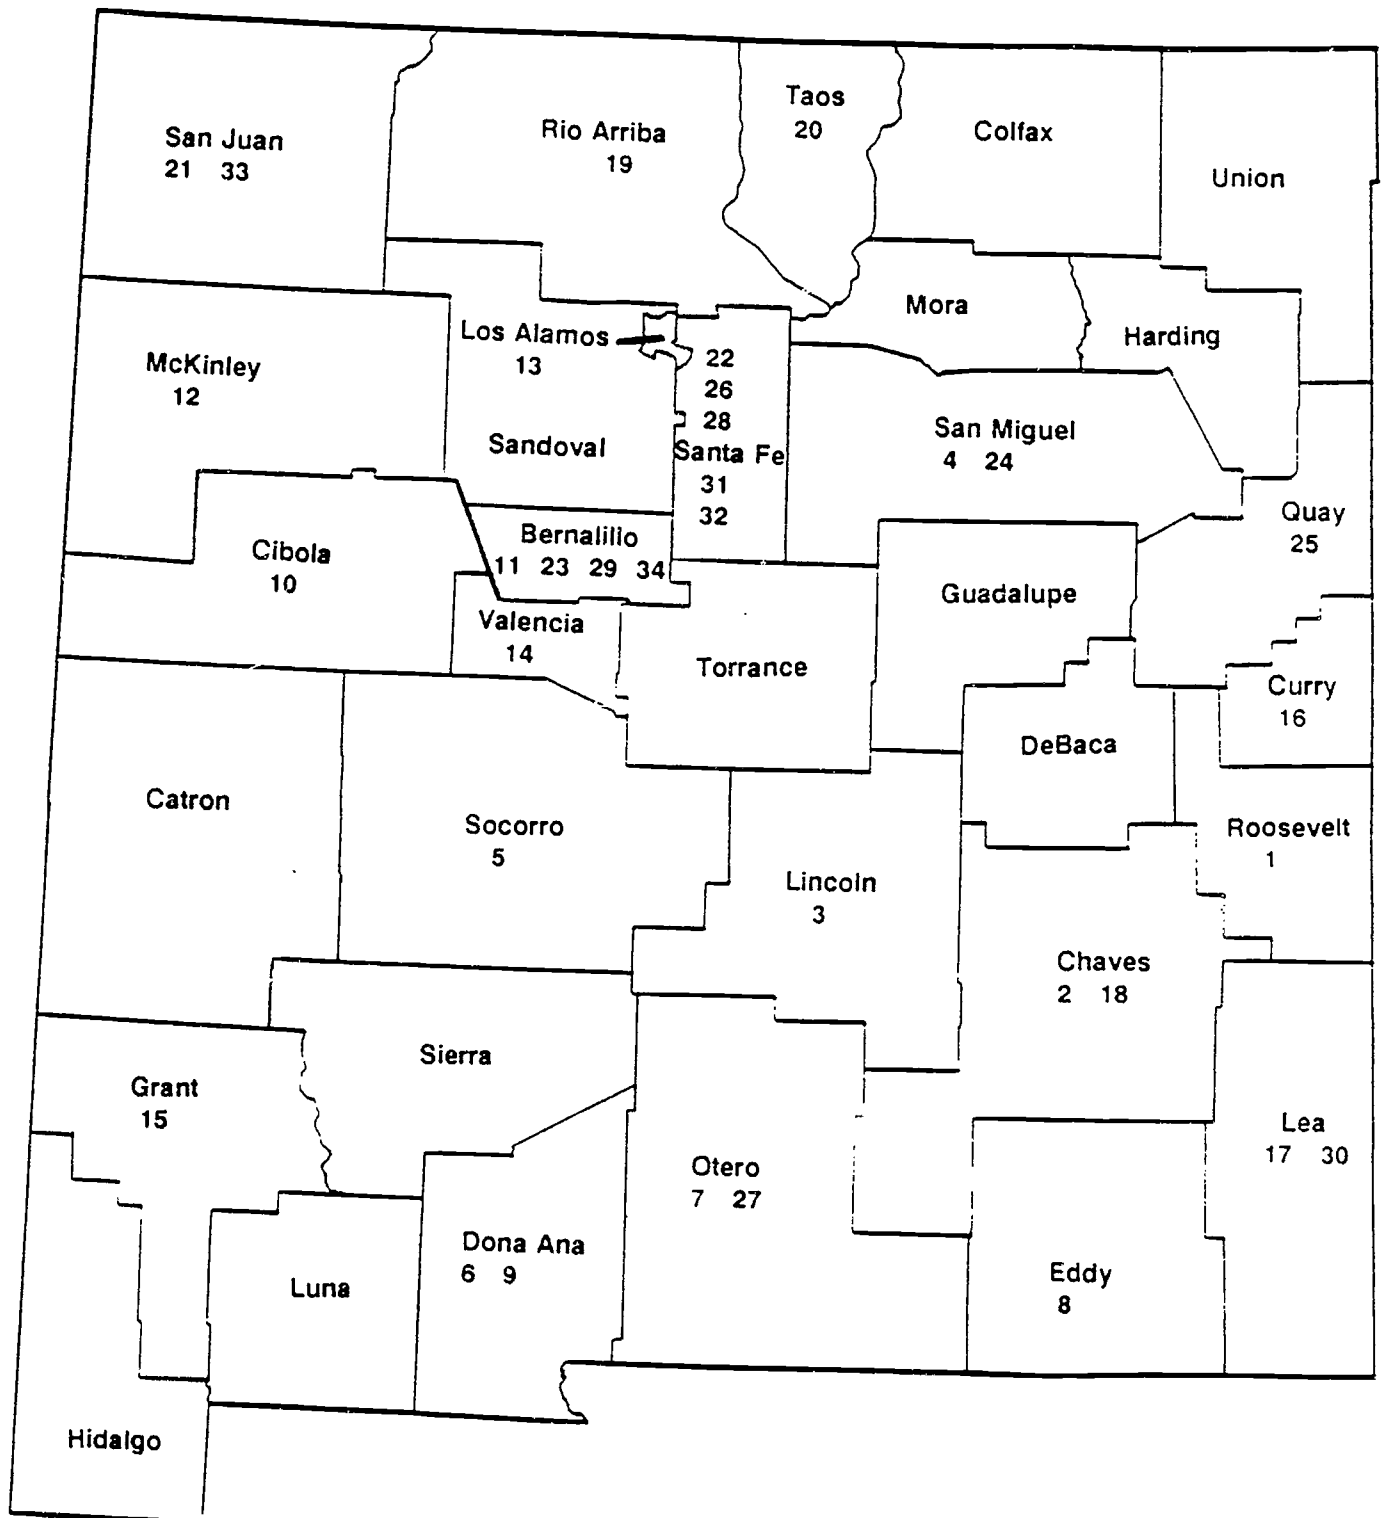 Taos
20
San Juan
21 33
Rio Arriba
19
Colfax
Union
Los Alamos
13
Mora
Harding
McKinley
12
22
26
28
Santa Fe
31
32
Sandoval
San Miguel
4 24
Quay
25
Bernalillo
11 23 29 34
Cibola
10
Guadalupe
Valencia
14
Torrance
Curry
16
DeBaca
Catron
Socorro
5
Roosevelt
1
Lincoln
3
Chaves
2 18
Sierra
Grant
15
Lea
17 30
Otero
7 27
Dona Ana
6 9
Eddy
8
Luna
Hidalgo